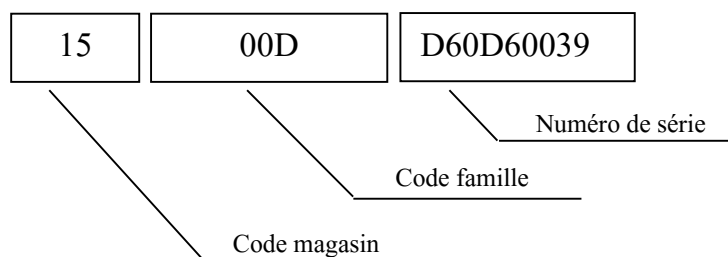 15 00D D60D60039
Numéro de série
Code famille
Code magasin